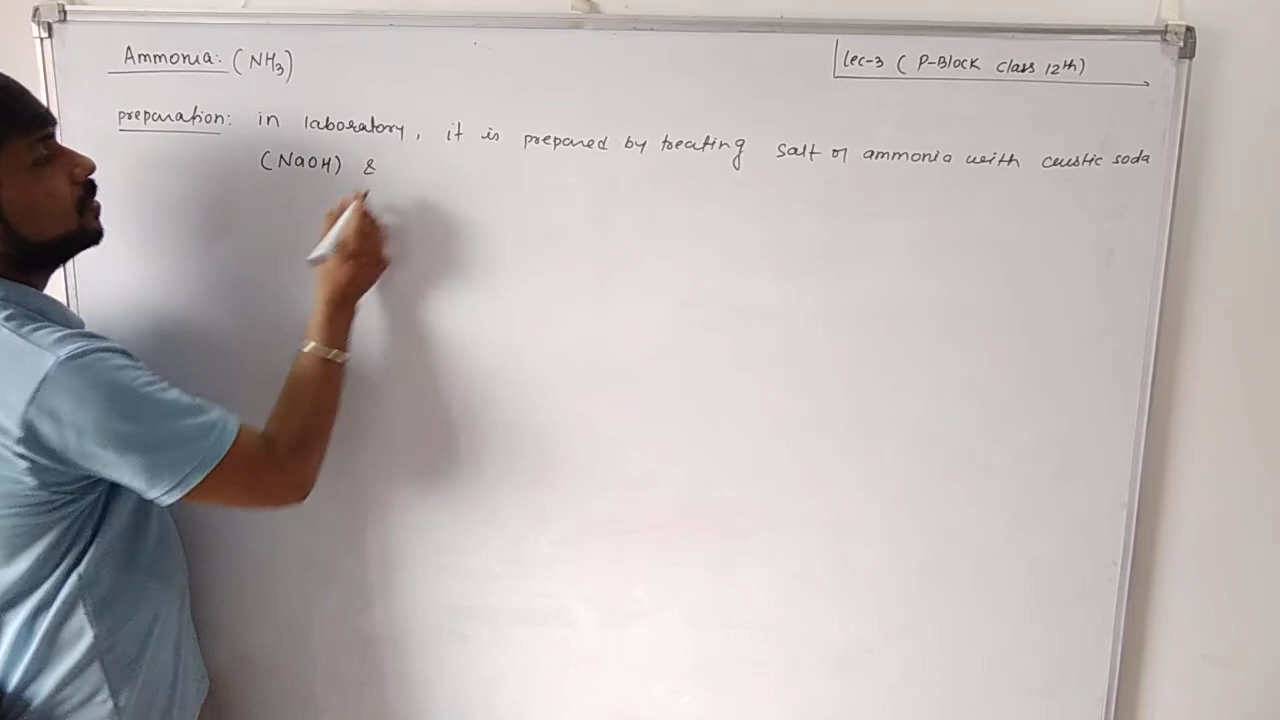 Ammonia: (NH3)
Lec-3 ( P-Block class 12th)
preparation: in laboratory, it is prepared by treating salt of ammonia with caustic soda
(NaOH) &